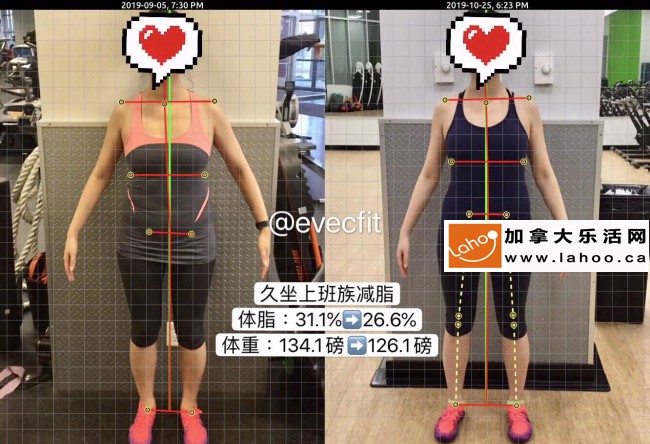 2019-09-05, 7:30 PM
2019-10-25, 6:23 PM
@evecfit
Lahoo
加拿大乐活网
www.lahoo.ca
久坐上班族减脂
体脂：31.1%➡26.6%
体重：134.1磅➡126.1磅